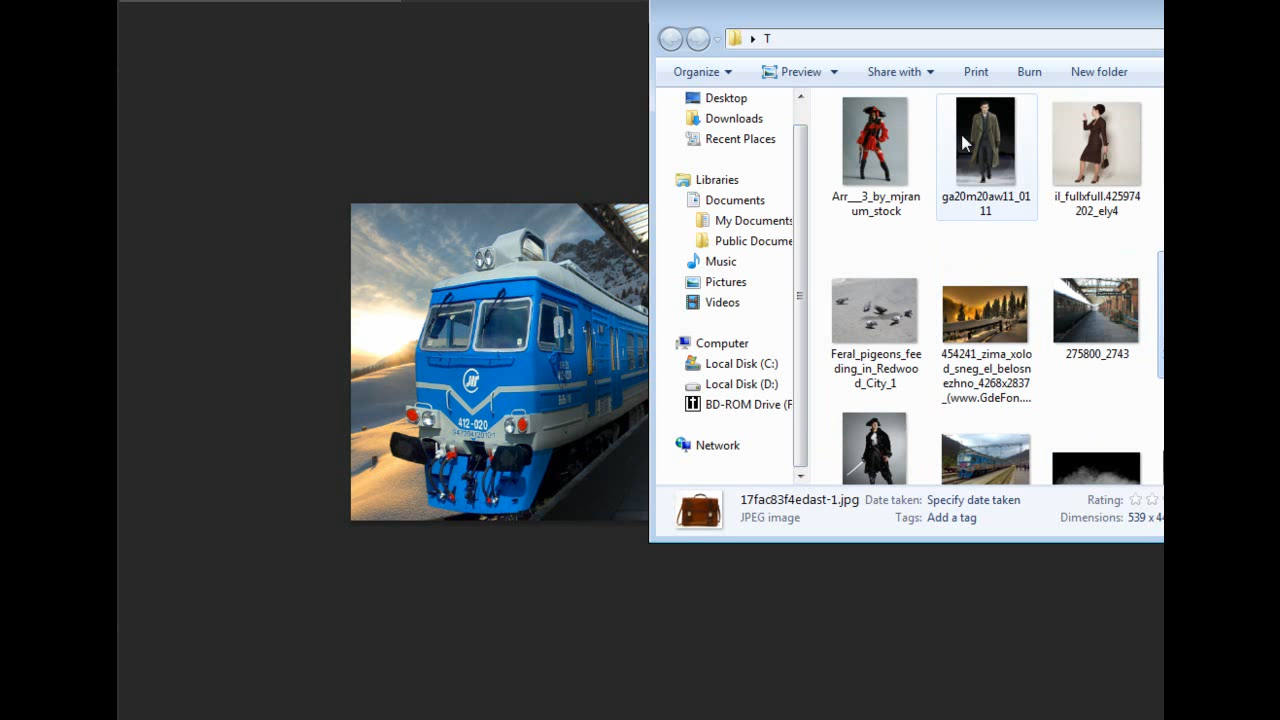 T
Organize
Preview
Share with
Print
Burn
New folder
Desktop
Downloads
Recent Places
Libraries
Documents
My Documents
Public Docume
Music
Pictures
Videos
Computer
Local Disk (C:)
Local Disk (D:)
BD-ROM Drive (F
Network
Arr___3_by_mjran
um_stock
ga20m20aw11_01
11
il_fullxfull.425974
202_ely4
Feral_pigeons_fee
ding_in_Redwoo
d_City_1
454241_zima_xolo
d_sneg_el_belosn
ezhno_4268x2837
_(www.GdeFon....
275800_2743
17fac83f4edast-1.jpg
Date taken: Specify date taken
Rating:
JPEG image
Tags: Add a tag
Dimensions: 539 x 4
412-020